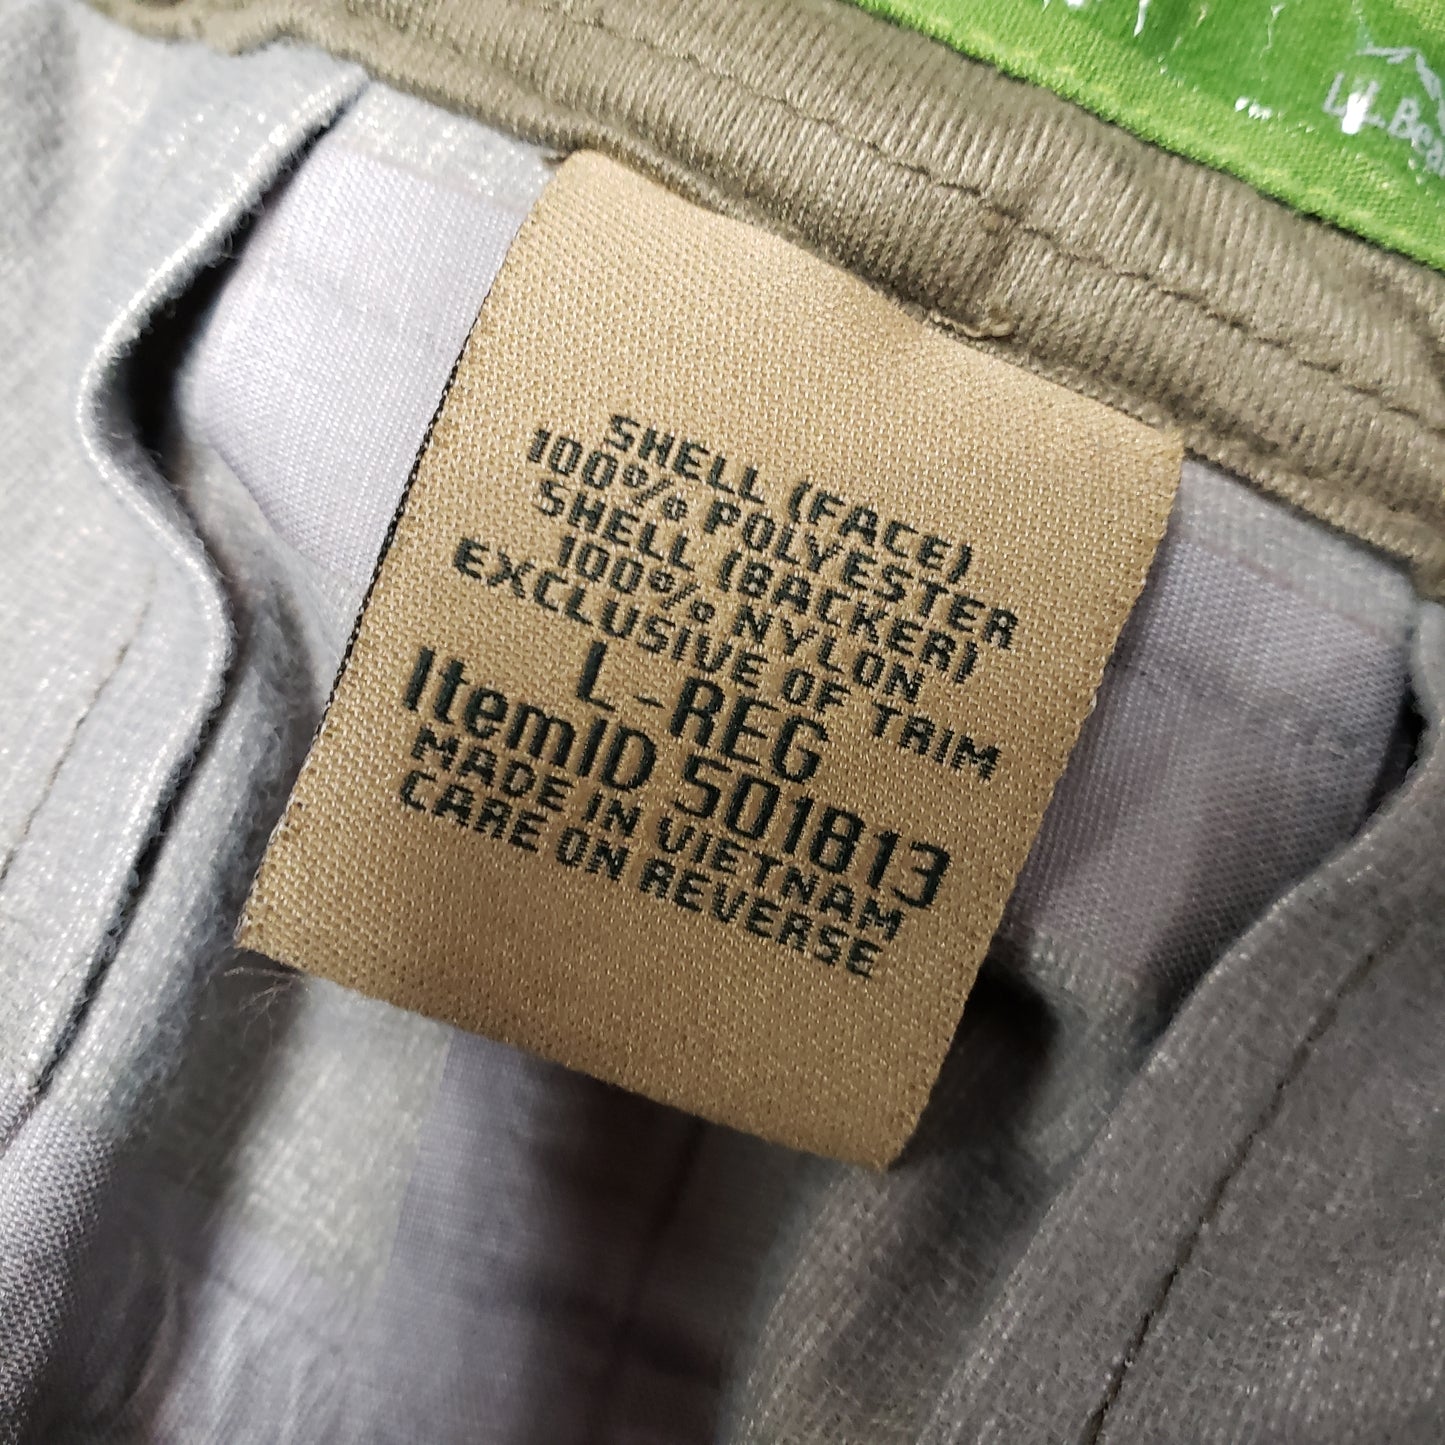 L.L.Bean
SHELL (FACE)
100% POLYESTER
SHELL (BACKER)
100% NYLON
EXCLUSIVE OF TRIM
L -REG
ItemID 501813
MADE IN VIETNAM
CARE ON REVERSE